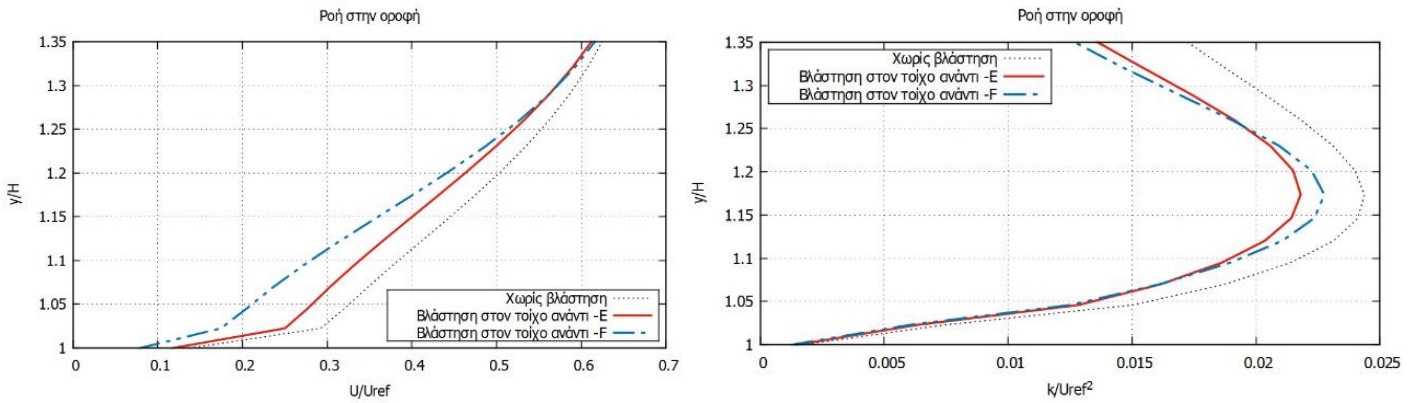 Ροή στην οροφή
1.35
1.3
1.25
1.2
1.15
1.1
1.05
1
y/H
0 0.1 0.2 0.3 0.4 0.5 0.6 0.7
U/Uref
Χωρίς βλάστηση
Βλάστηση στον τοίχο ανάντι -E
Βλάστηση στον τοίχο ανάντι -F
Ροή στην οροφή
1.35
1.3
1.25
1.2
1.15
1.1
1.05
1
y/H
Χωρίς βλάστηση
Βλάστηση στον τοίχο ανάντι -E
Βλάστηση στον τοίχο ανάντι -F
0 0.005 0.01 0.015 0.02 0.025
k/Uref²